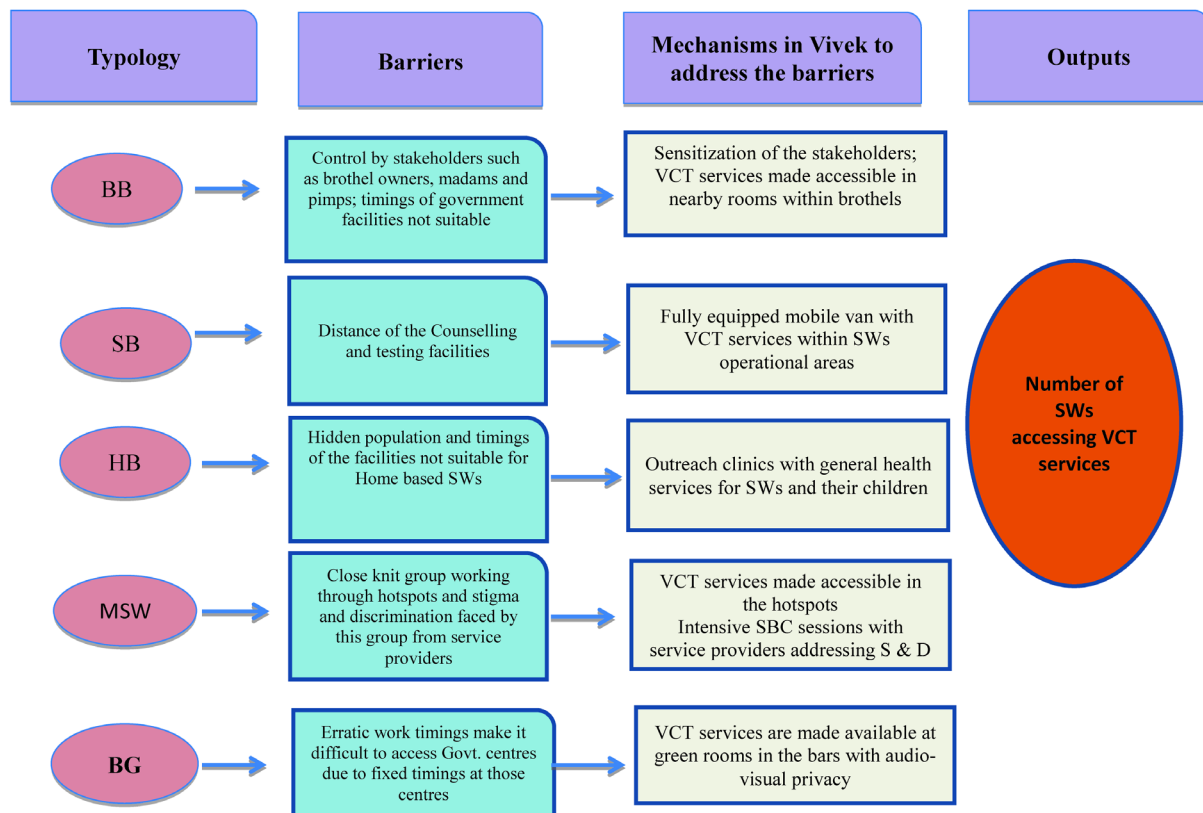 Typology
Barriers
Mechanisms in Vivek to
address the barriers
Outputs
BB
Control by stakeholders such
as brothel owners, madams and
pimps; timings of government
facilities not suitable
Sensitization of the stakeholders;
VCT services made accessible in
nearby rooms within brothels
SB
Distance of the Counselling
and testing facilities
Fully equipped mobile van with
VCT services within SWs
operational areas
HB
Hidden population and timings
of the facilities not suitable for
Home based SWs
Outreach clinics with general health
services for SWs and their children
MSW
Close knit group working
through hotspots and stigma
and discrimination faced by
this group from service
providers
VCT services made accessible in
the hotspots
Intensive SBC sessions with
service providers addressing S & D
BG
Erratic work timings make it
difficult to access Govt. centres
due to fixed timings at those
centres
VCT services are made available at
green rooms in the bars with audio-
visual privacy
Number of
SWs
accessing VCT
services